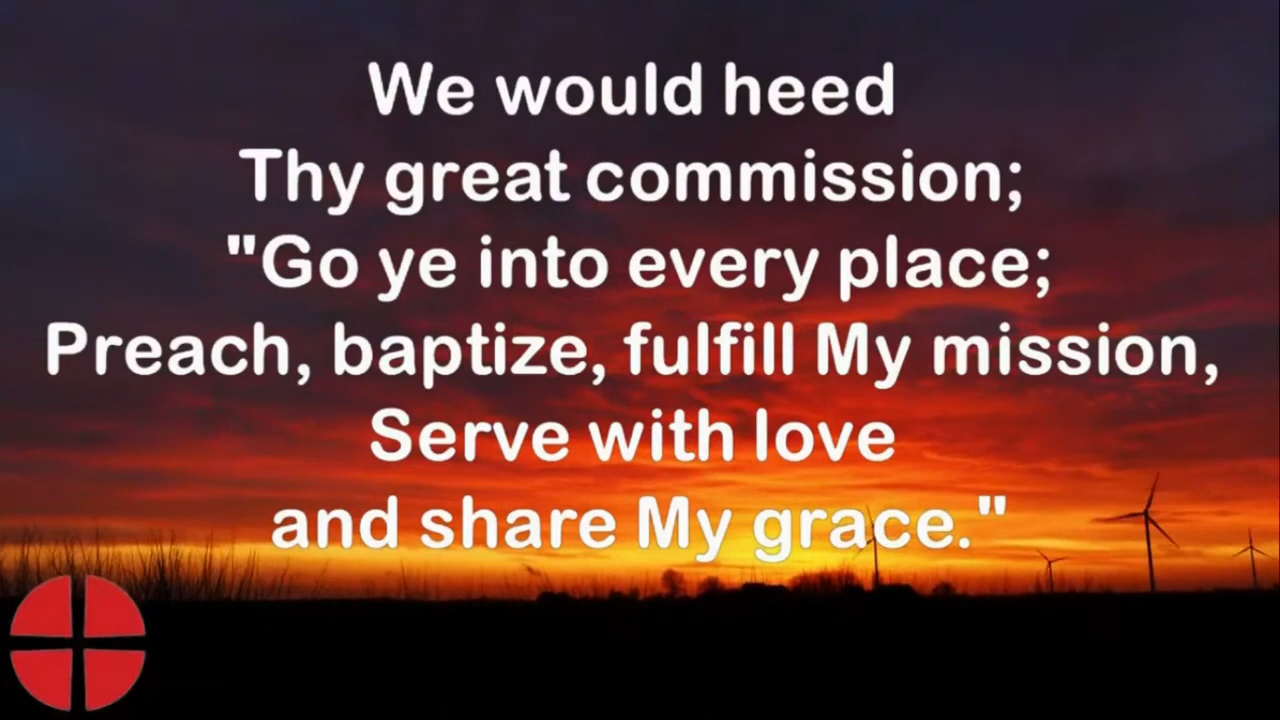 We would heed
Thy great commission;
"Go ye into every place;
Preach, baptize, fulfill My mission,
Serve with love
and share My grace."